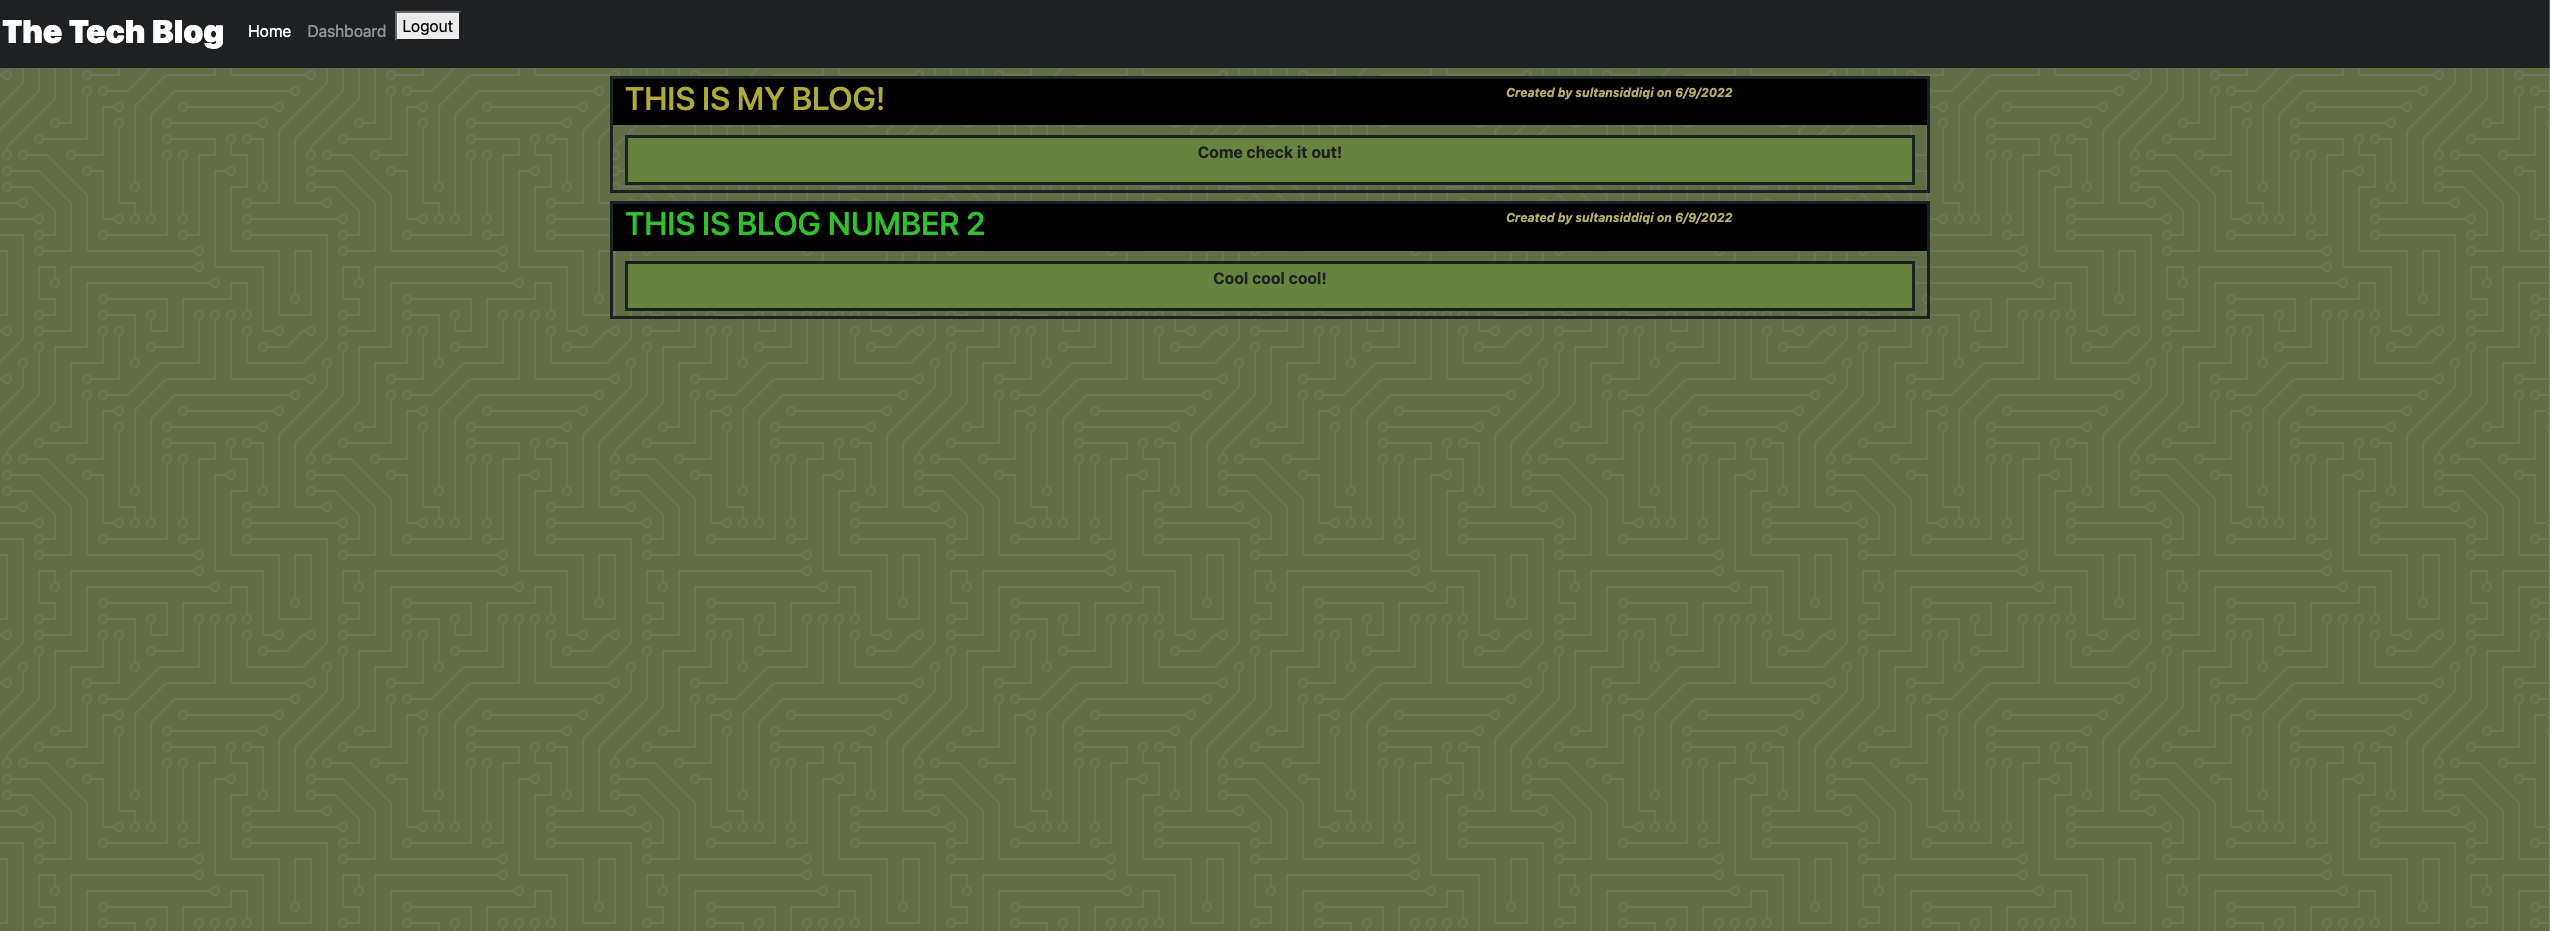 The Tech Blog Home Dashboard Logout
THIS IS MY BLOG! Created by sultansiddiqi on 6/9/2022
Come check it out!
THIS IS BLOG NUMBER 2 Created by sultansiddiqi on 6/9/2022
Cool cool cool!